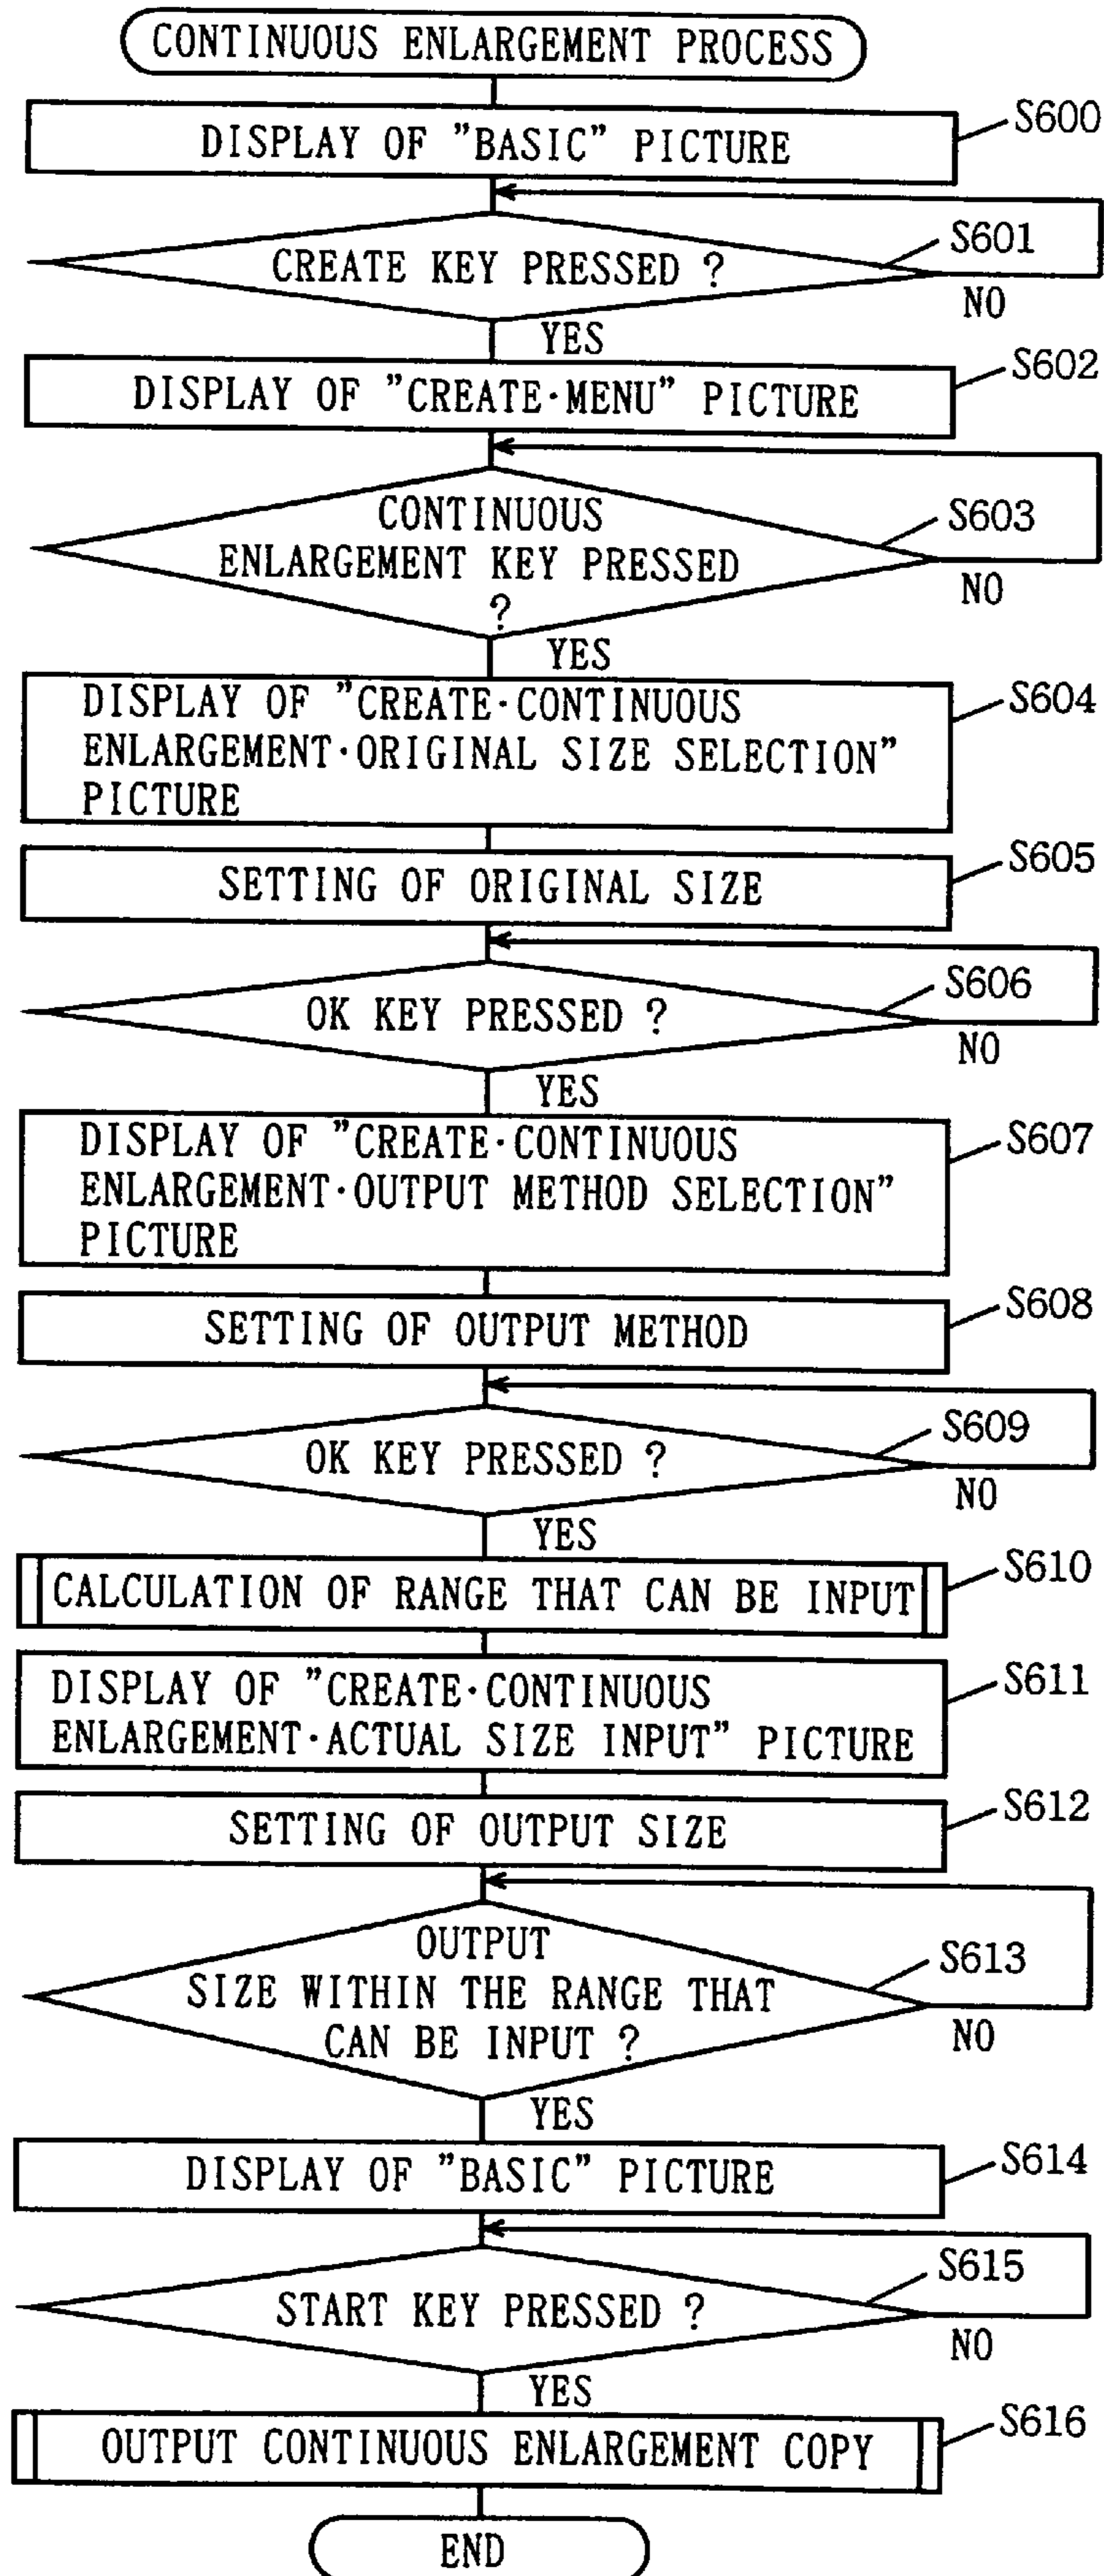 CONTINUOUS ENLARGEMENT PROCESS
DISPLAY OF "BASIC" PICTURE
S600
CREATE KEY PRESSED ?
S601
NO
YES
DISPLAY OF "CREATE·MENU" PICTURE
S602
CONTINUOUS
ENLARGEMENT KEY PRESSED
?
S603
NO
YES
DISPLAY OF "CREATE·CONTINUOUS
ENLARGEMENT·ORIGINAL SIZE SELECTION"
PICTURE
S604
SETTING OF ORIGINAL SIZE
S605
OK KEY PRESSED ?
S606
NO
YES
DISPLAY OF "CREATE·CONTINUOUS
ENLARGEMENT·OUTPUT METHOD SELECTION"
PICTURE
S607
SETTING OF OUTPUT METHOD
S608
OK KEY PRESSED ?
S609
NO
YES
CALCULATION OF RANGE THAT CAN BE INPUT
S610
DISPLAY OF "CREATE·CONTINUOUS
ENLARGEMENT·ACTUAL SIZE INPUT" PICTURE
S611
SETTING OF OUTPUT SIZE
S612
OUTPUT
SIZE WITHIN THE RANGE THAT
CAN BE INPUT ?
S613
NO
YES
DISPLAY OF "BASIC" PICTURE
S614
START KEY PRESSED ?
S615
NO
YES
OUTPUT CONTINUOUS ENLARGEMENT COPY
S616
END